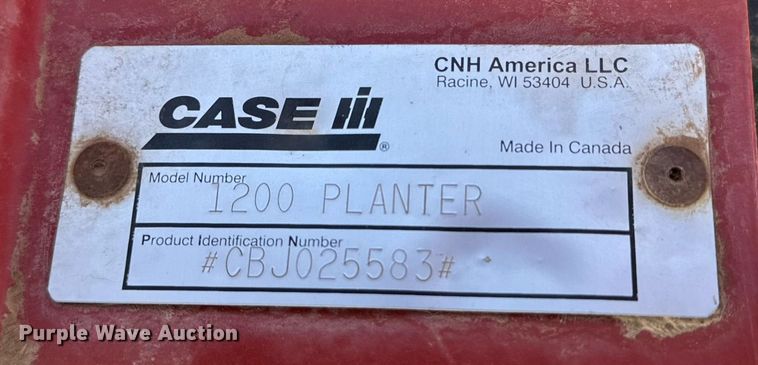 CNH America LLC
Racine, WI 53404 U.S.A.
CASE IH
®
Made In Canada
Model Number
1200 PLANTER
Product Identification Number
#CBJ025583#
Purple Wave Auction